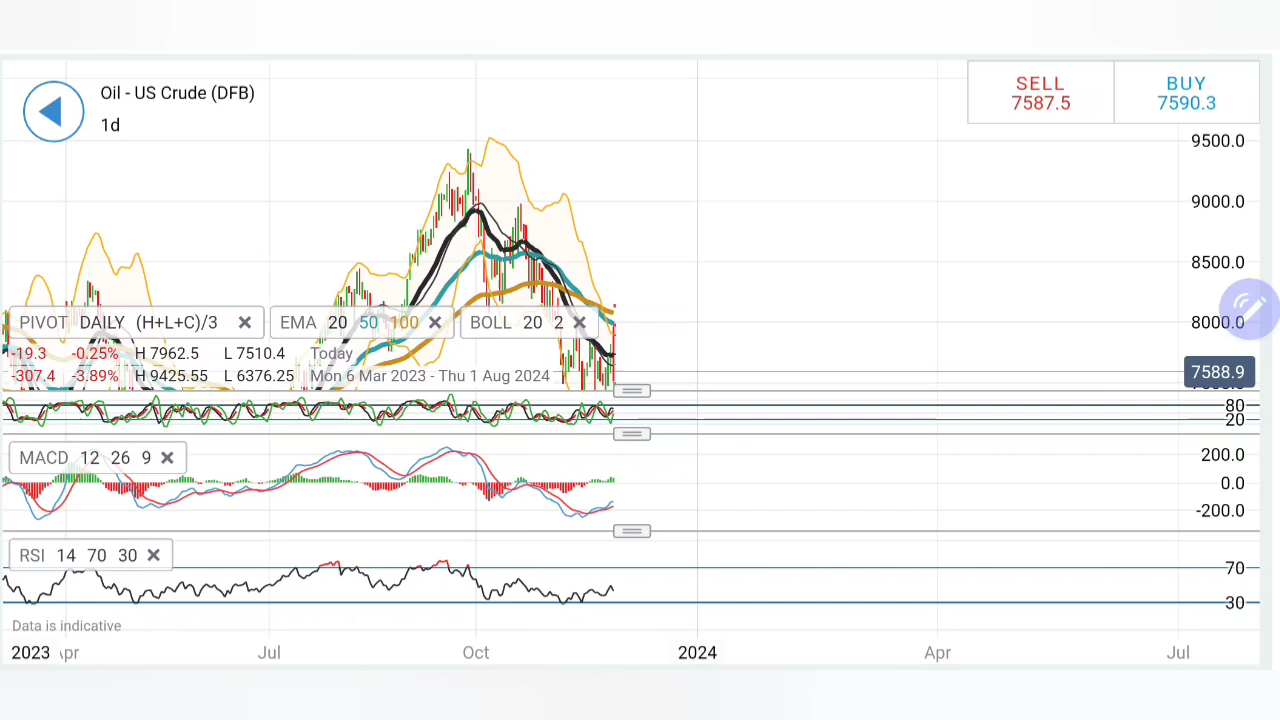 Oil - US Crude (DFB)
1d
SELL
7587.5
BUY
7590.3
9500.0
9000.0
8500.0
8000.0
7588.9
PIVOT DAILY (H+L+C)/3
EMA 20 50 100
BOLL 20 2
-19.3 -0.25% H 7962.5 L 7510.4 Today
-307.4 -3.89% H 9425.55 L 6376.25 Mon 6 Mar 2023 - Thu 1 Aug 2024
80
20
MACD 12 26 9
200.0
0.0
-200.0
RSI 14 70 30
70
30
Data is indicative
2023 Jul Oct 2024 Apr Jul